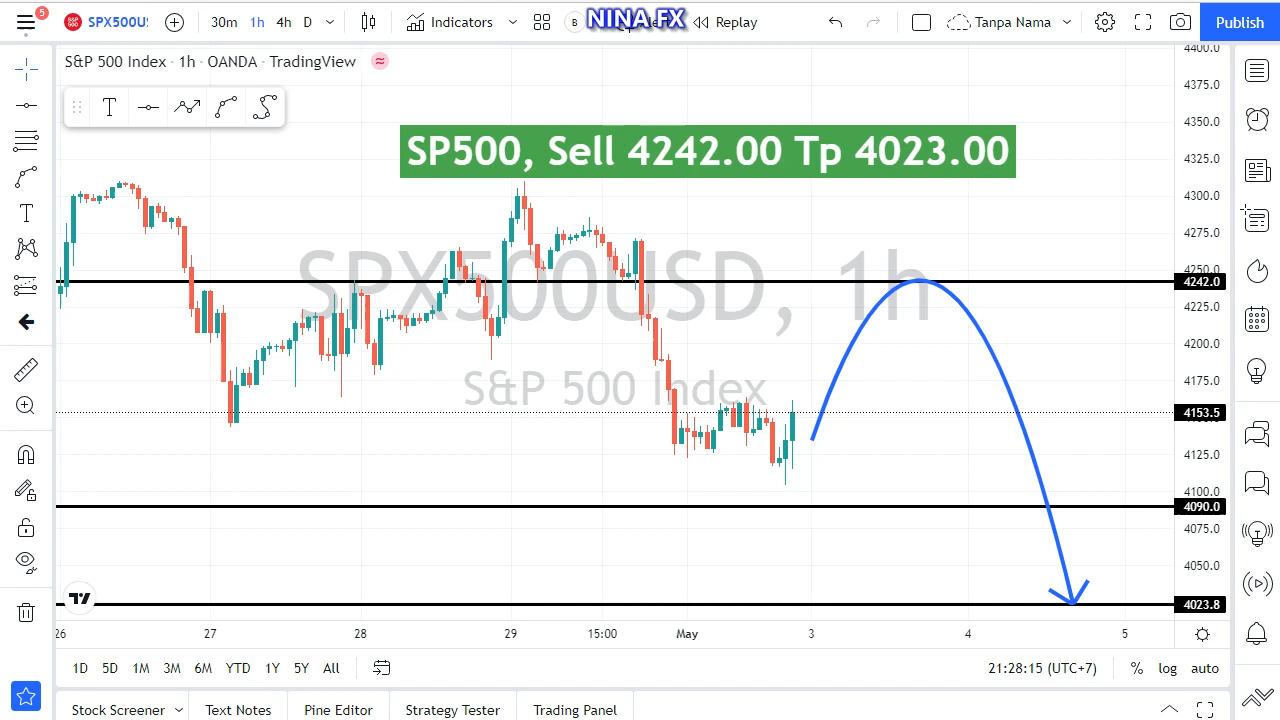 5
S&P 500
SPX500U
30m 1h 4h D
Indicators
B
NINA FX
Replay
Tanpa Nama
Publish
S&P 500 Index · 1h · OANDA · TradingView
SP500, Sell 4242.00 Tp 4023.00
SPX500USD, 1h
S&P 500 Index
4400.0
4375.0
4350.0
4325.0
4300.0
4275.0
4250.0
4242.0
4225.0
4200.0
4175.0
4153.5
4125.0
4100.0
4090.0
4075.0
4050.0
4023.8
26 27 28 29 15:00 May 3 4 5
1D 5D 1M 3M 6M YTD 1Y 5Y All
21:28:15 (UTC+7) % log auto
Stock Screener Text Notes Pine Editor Strategy Tester Trading Panel